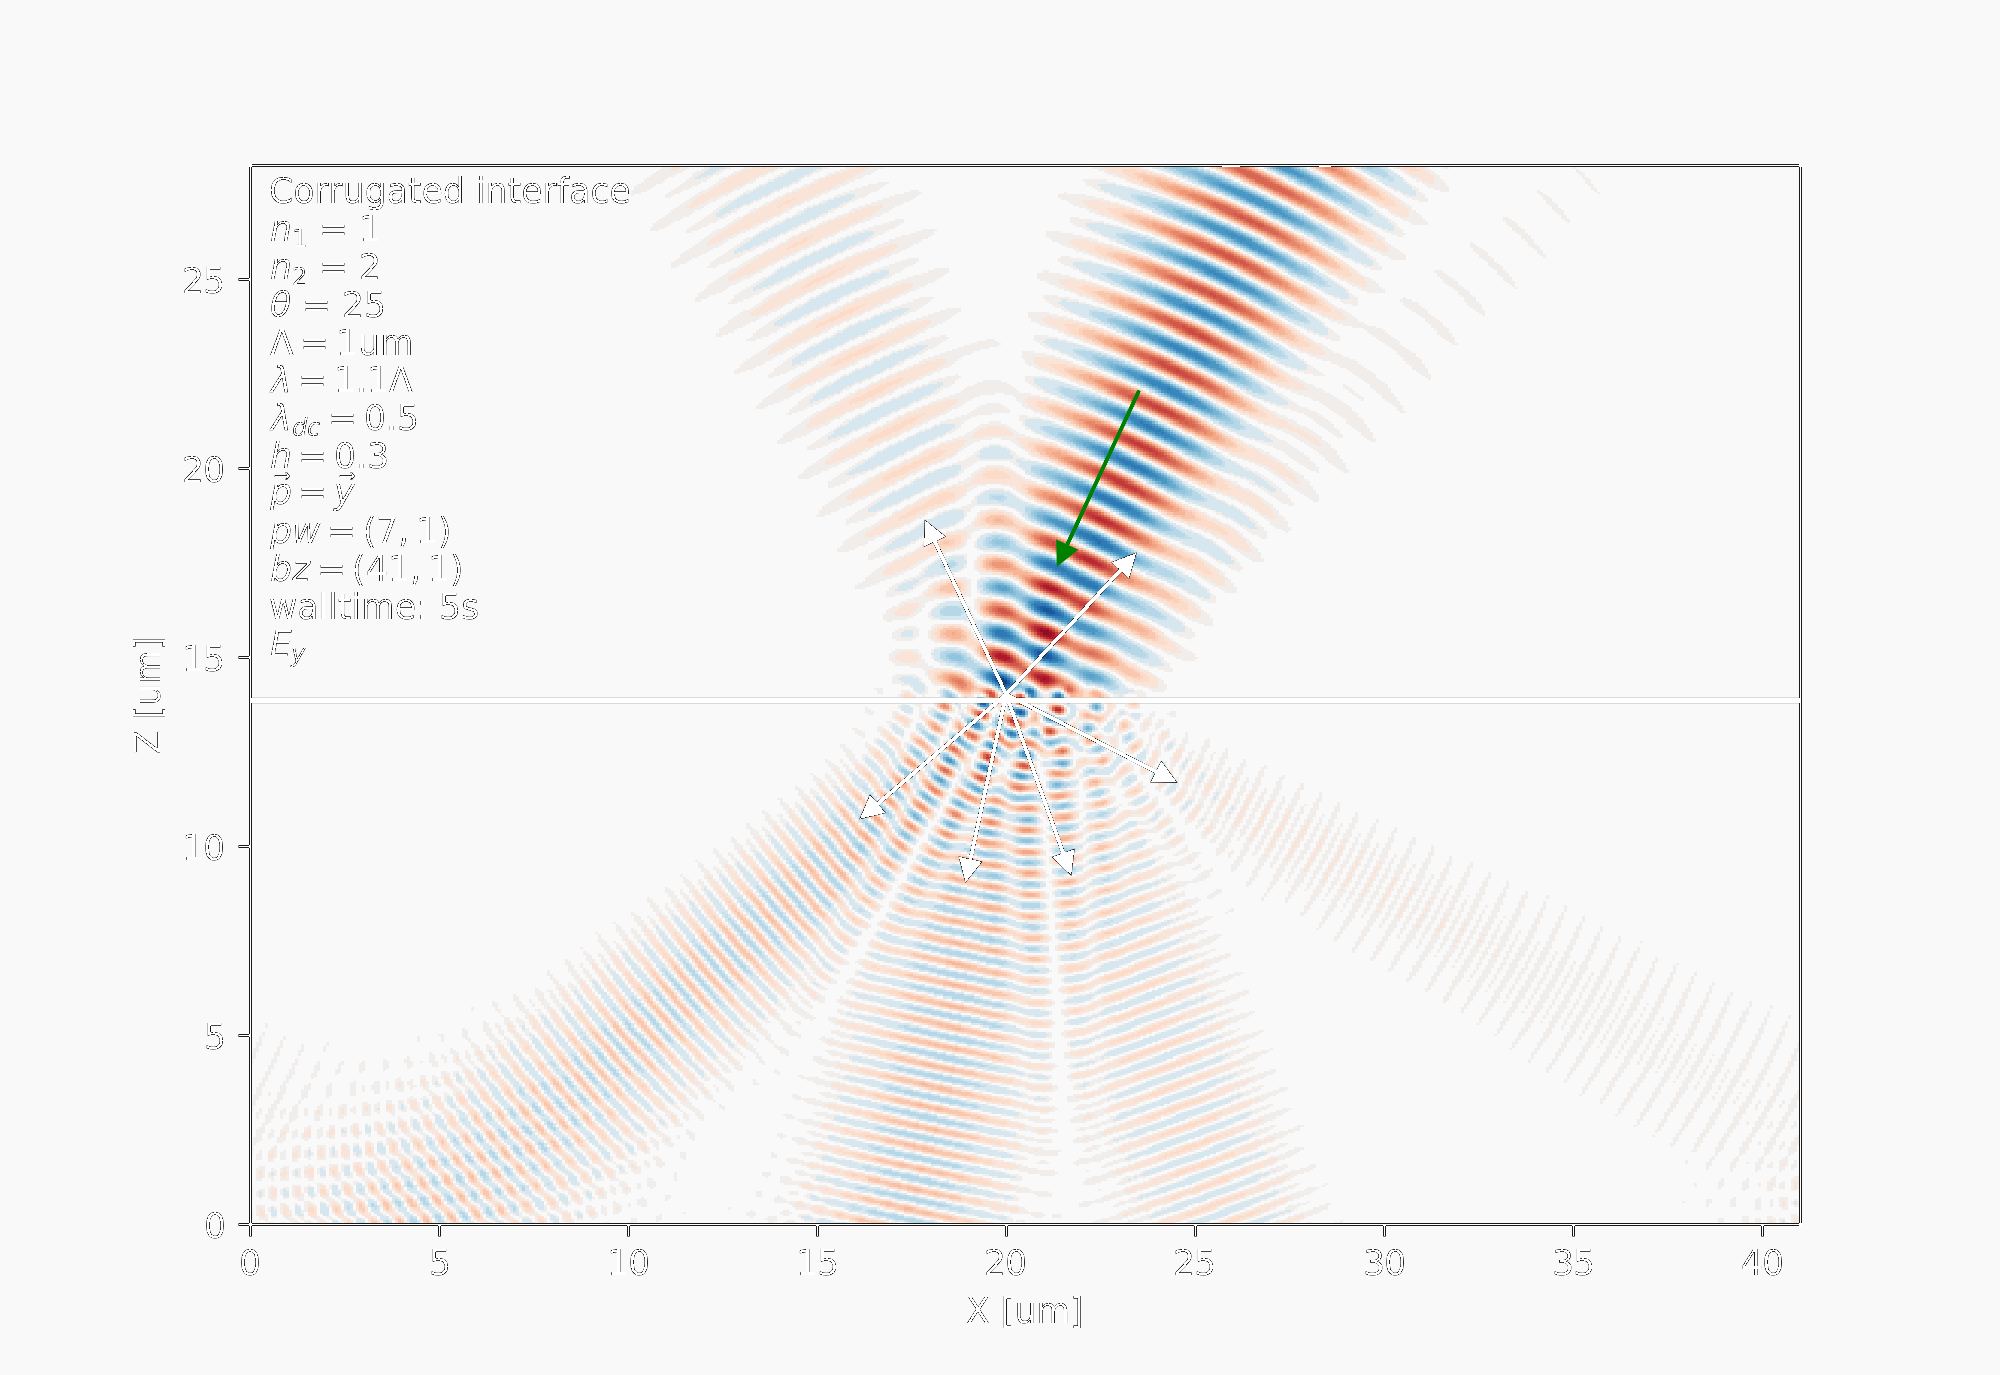 Corrugated interface
n₁ = 1
n₂ = 2
θ = 25
Λ = 1um
λ = 1.1Λ
λ_dc = 0.5
h = 0.3
p⃗ = y⃗
pw = (7, 1)
bz = (41, 1)
walltime: 5s
E_y
25
20
15
10
5
0
Z [um]
0 5 10 15 20 25 30 35 40
X [um]